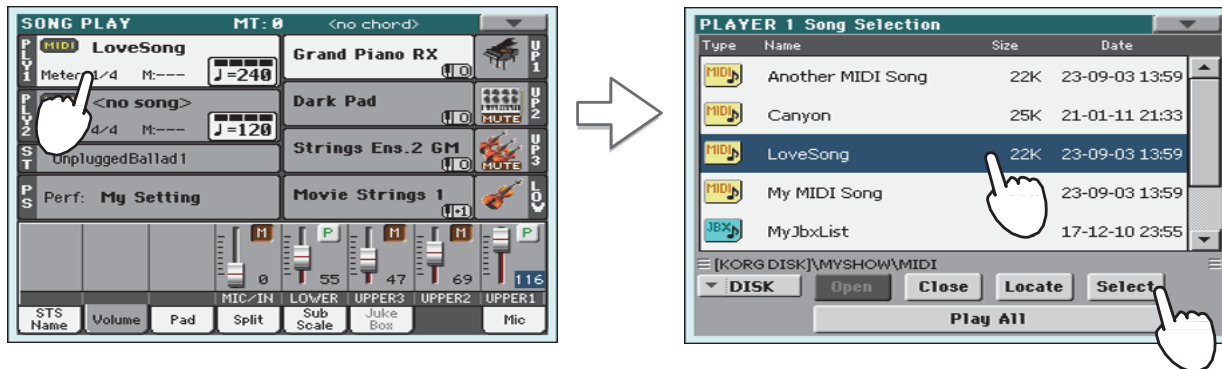 SONG PLAY MT: 0 <no chord>
PLY1 MIDI LoveSong
Meter: 1/4 M:--- ♩=240
PLY2 <no song>
4/4 M:--- ♩=120
ST UnpluggedBallad1
PS Perf: My Setting
Grand Piano RX UP1
0
Dark Pad UP2
0 MUTE
Strings Ens.2 GM UP3
0 MUTE
Movie Strings 1 LOW
+1
M P M M P
0 55 47 69 116
MIC/IN LOWER UPPER3 UPPER2 UPPER1
STS Name Volume Pad Split Sub Scale Juke Box Mic
PLAYER 1 Song Selection
Type Name Size Date
MIDI Another MIDI Song 22K 23-09-03 13:59
MIDI Canyon 25K 21-01-11 21:33
MIDI LoveSong 22K 23-09-03 13:59
MIDI My MIDI Song 23-09-03 13:59
JBX MyJbxList 17-12-10 23:55
[KORG DISK]\MYSHOW\MIDI
DISK Open Close Locate Select
Play All